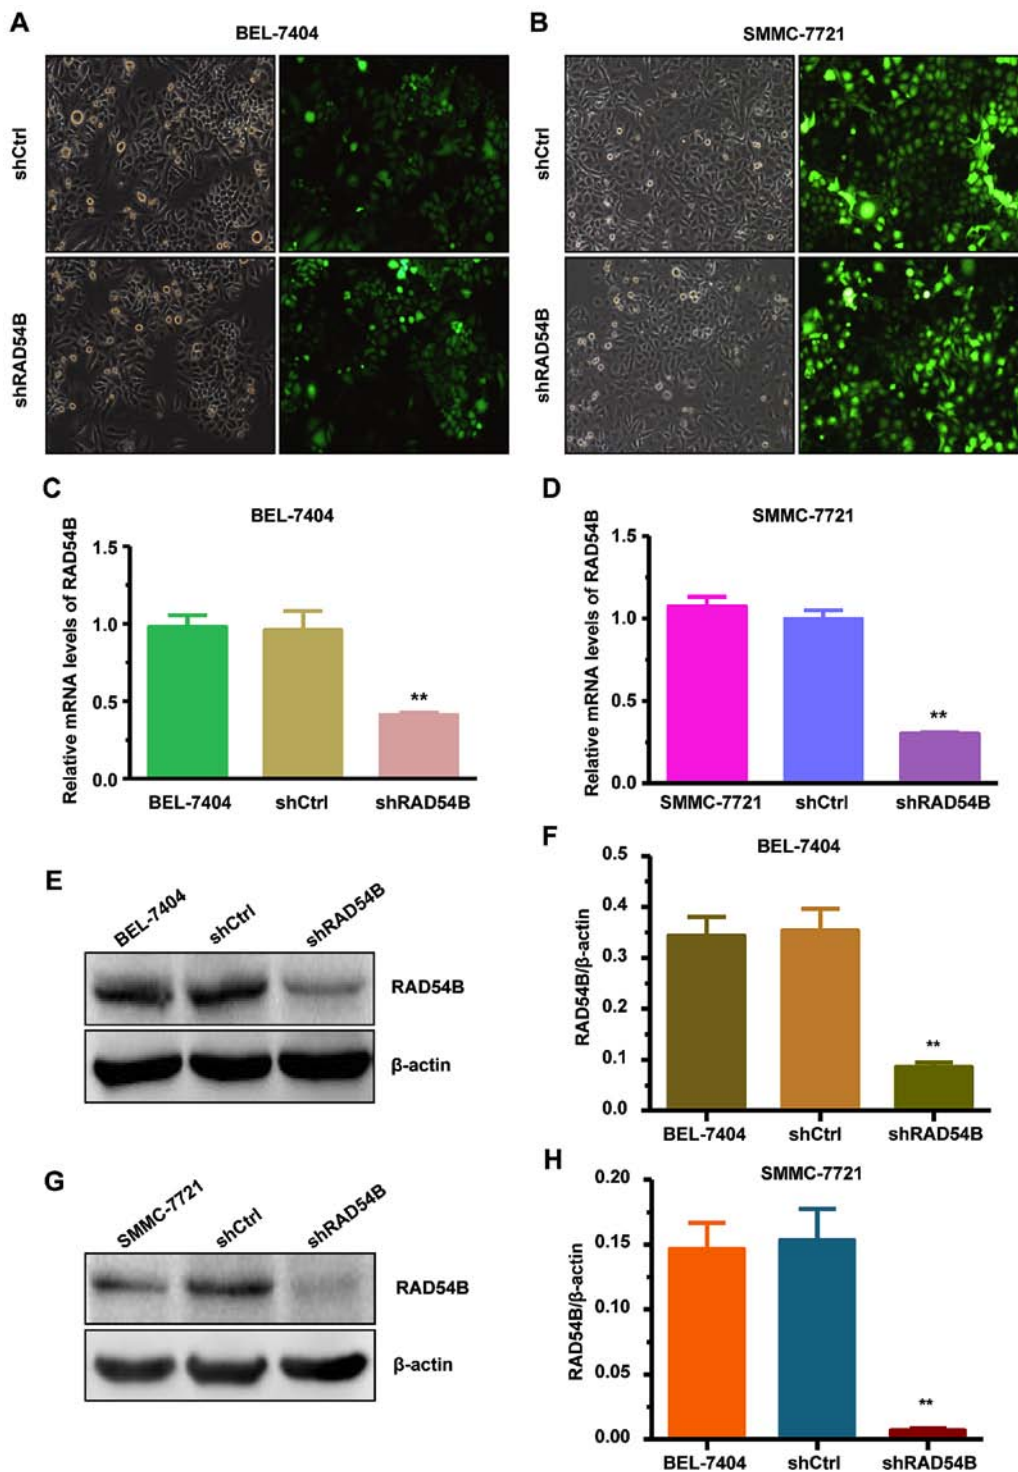 A
BEL-7404
shCtrl
shRAD54B
B
SMMC-7721
shCtrl
shRAD54B
C
BEL-7404
Relative mRNA levels of RAD54B
1.5
1.0
0.5
0.0
**
BEL-7404 shCtrl shRAD54B
D
SMMC-7721
Relative mRNA levels of RAD54B
1.5
1.0
0.5
0.0
**
SMMC-7721 shCtrl shRAD54B
E
BEL-7404 shCtrl shRAD54B
RAD54B
β-actin
F
BEL-7404
RAD54B/β-actin
0.5
0.4
0.3
0.2
0.1
0.0
**
BEL-7404 shCtrl shRAD54B
G
SMMC-7721 shCtrl shRAD54B
RAD54B
β-actin
H
SMMC-7721
RAD54B/β-actin
0.20
0.15
0.10
0.05
0.00
**
BEL-7404 shCtrl shRAD54B